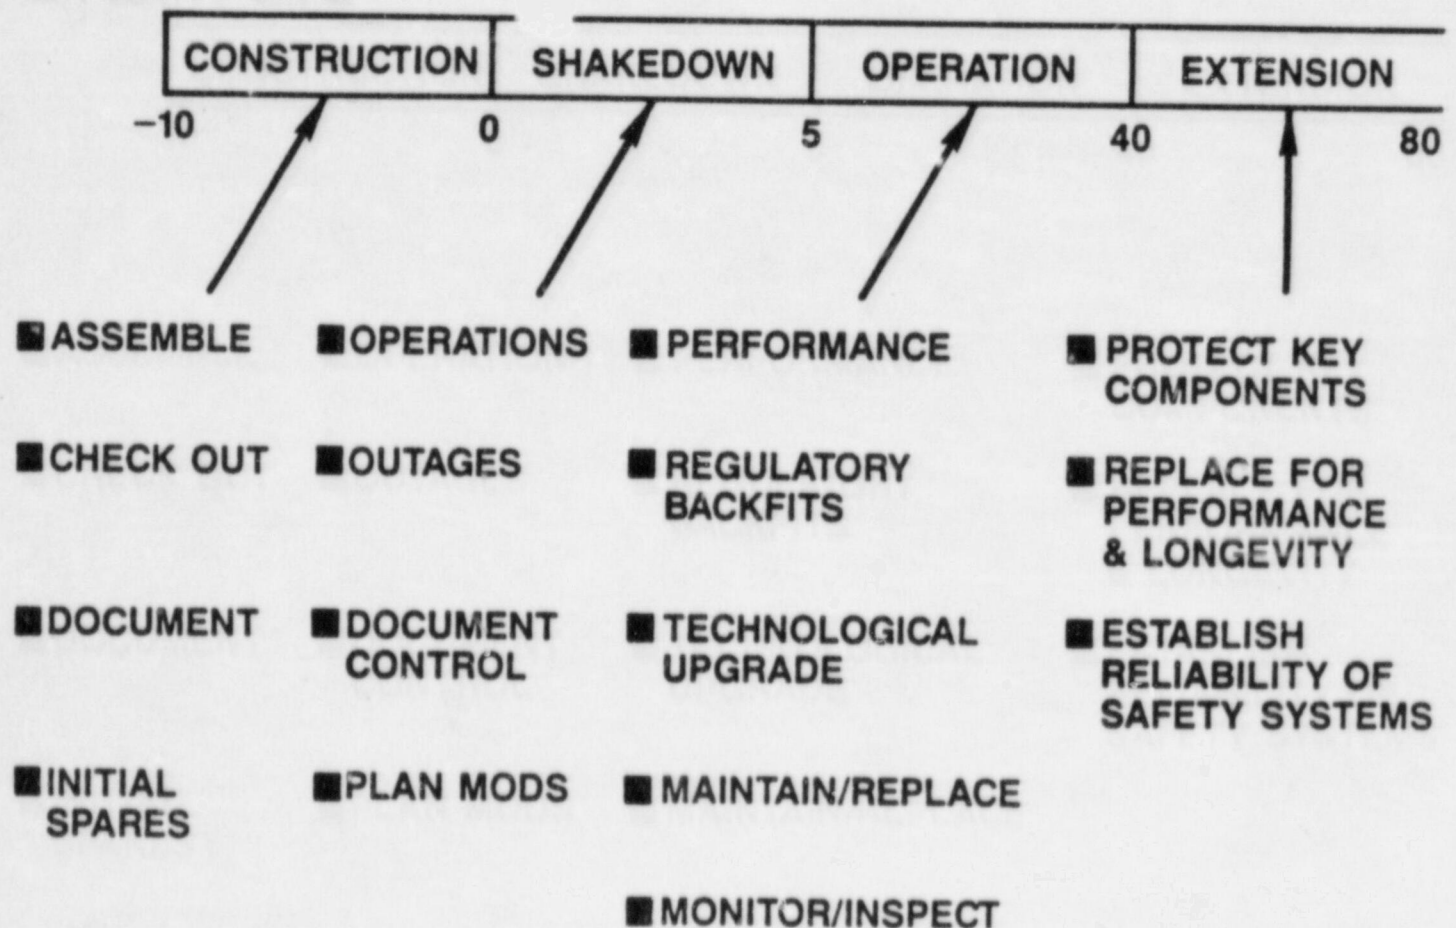 CONSTRUCTION SHAKEDOWN OPERATION EXTENSION
-10 0 5 40 80
■ ASSEMBLE
■ CHECK OUT
■ DOCUMENT
■ INITIAL
SPARES
■ OPERATIONS
■ OUTAGES
■ DOCUMENT
CONTROL
■ PLAN MODS
■ PERFORMANCE
■ REGULATORY
BACKFITS
■ TECHNOLOGICAL
UPGRADE
■ MAINTAIN/REPLACE
■ MONITOR/INSPECT
■ PROTECT KEY
COMPONENTS
■ REPLACE FOR
PERFORMANCE
& LONGEVITY
■ ESTABLISH
RELIABILITY OF
SAFETY SYSTEMS